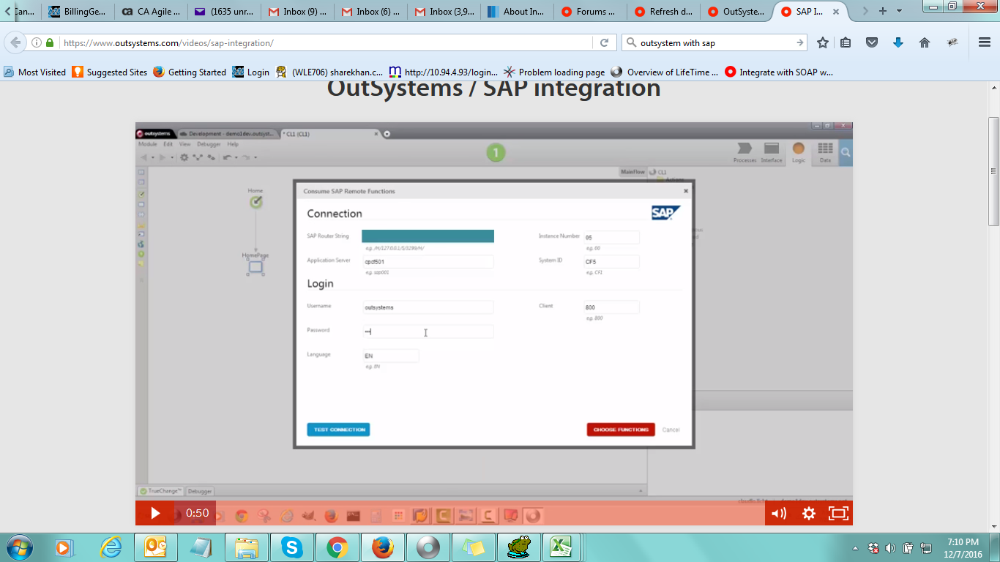 Can...
BillingGe...
CA Agile ...
(1635 unr...
Inbox (9) ...
Inbox (6) ...
Inbox (3,9...
About In...
Forums ...
Refresh d...
OutSyste...
SAP I...
https://www.outsystems.com/videos/sap-integration/
outsystem with sap
Most Visited
Suggested Sites
Getting Started
Login
(WLE706) sharekhan.c...
http://10.94.4.93/login...
Problem loading page
Overview of LifeTime ...
Integrate with SOAP w...
OutSystems / SAP integration
outsystems
Development - demo1dev.outsyst...
* CL1 (CL1)
Module Edit View Debugger Help
1
Processes Interface Logic Data
MainFlow
CL1
Actions
Home
HomePage
Consume SAP Remote Functions
Connection
SAP
SAP Router String
e.g. /H/127.0.0.1/S/3299/H/
Instance Number 05
e.g. 00
Application Server cpcf501
e.g. sap001
System ID CF5
e.g. CF1
Login
Username outsystems
Client 800
e.g. 800
Password
Language EN
e.g. EN
TEST CONNECTION
CHOOSE FUNCTIONS
Cancel
TrueChange™ Debugger
0:50
7:10 PM
12/7/2016